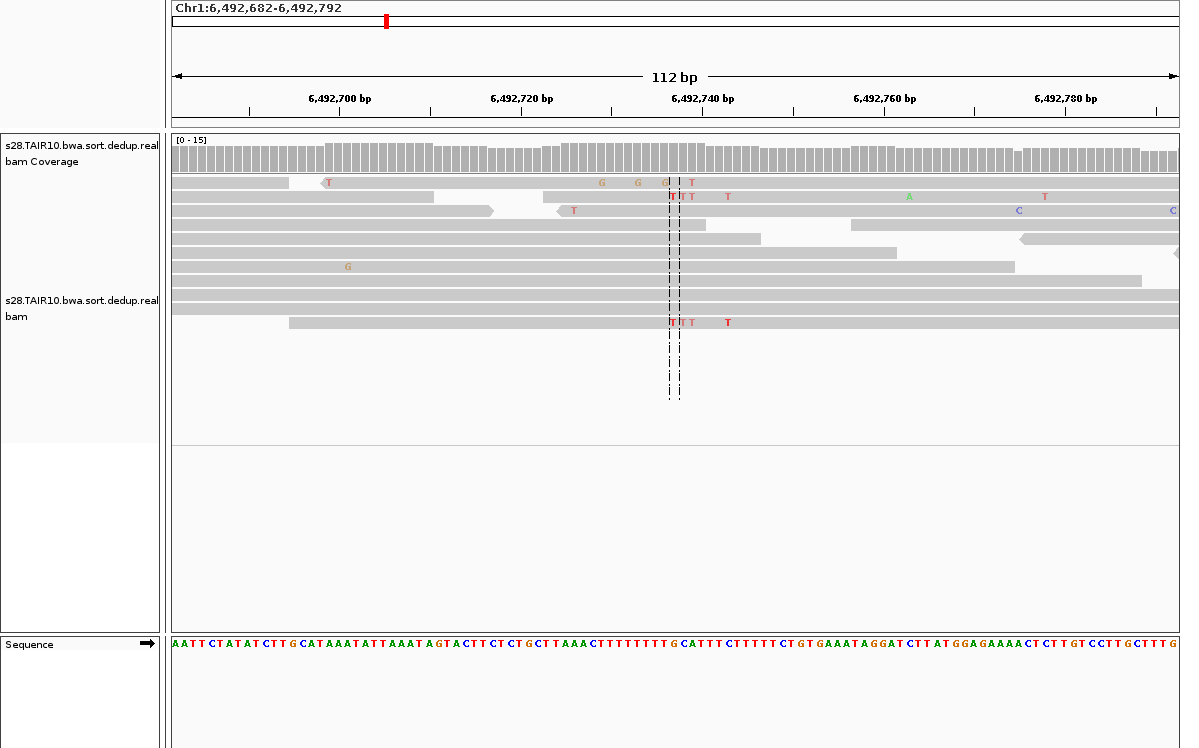 Chr1:6,492,682-6,492,792
112 bp
6,492,700 bp 6,492,720 bp 6,492,740 bp 6,492,760 bp 6,492,780 bp
s28.TAIR10.bwa.sort.dedup.real
bam Coverage
[0 - 15]
T G G G T
T T T T A T
T C C
G
s28.TAIR10.bwa.sort.dedup.real
bam
T T T T
Sequence
AATTCTATATCTTGCATAAATATTAAATAGTACTTCTCTGCTTAAACTTTTTTTTGCATTTCTTTTTCTGTGAAATAGGATCTTATGGAGAAAACTCTTGTCCTTGCTTTG